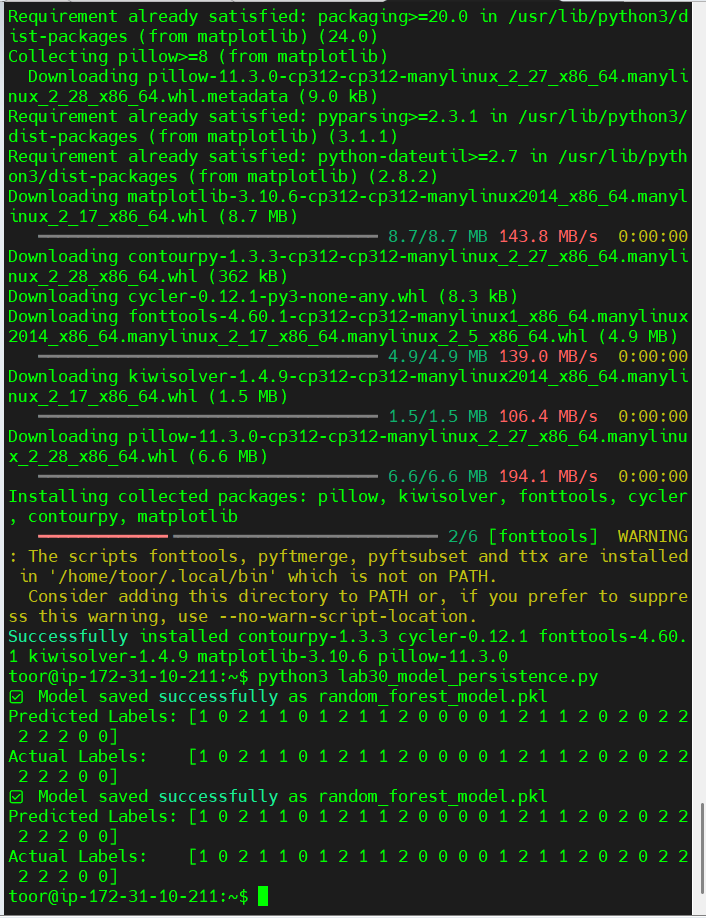 Requirement already satisfied: packaging>=20.0 in /usr/lib/python3/d
ist-packages (from matplotlib) (24.0)
Collecting pillow>=8 (from matplotlib)
  Downloading pillow-11.3.0-cp312-cp312-manylinux_2_27_x86_64.manyli
nux_2_28_x86_64.whl.metadata (9.0 kB)
Requirement already satisfied: pyparsing>=2.3.1 in /usr/lib/python3/
dist-packages (from matplotlib) (3.1.1)
Requirement already satisfied: python-dateutil>=2.7 in /usr/lib/pyth
on3/dist-packages (from matplotlib) (2.8.2)
Downloading matplotlib-3.10.6-cp312-cp312-manylinux2014_x86_64.manyl
inux_2_17_x86_64.whl (8.7 MB)
8.7/8.7 MB 143.8 MB/s  0:00:00
Downloading contourpy-1.3.3-cp312-cp312-manylinux_2_27_x86_64.manyli
nux_2_28_x86_64.whl (362 kB)
Downloading cycler-0.12.1-py3-none-any.whl (8.3 kB)
Downloading fonttools-4.60.1-cp312-cp312-manylinux1_x86_64.manylinux
2014_x86_64.manylinux_2_17_x86_64.manylinux_2_5_x86_64.whl (4.9 MB)
4.9/4.9 MB 139.0 MB/s  0:00:00
Downloading kiwisolver-1.4.9-cp312-cp312-manylinux2014_x86_64.manyli
nux_2_17_x86_64.whl (1.5 MB)
1.5/1.5 MB 106.4 MB/s  0:00:00
Downloading pillow-11.3.0-cp312-cp312-manylinux_2_27_x86_64.manylinu
x_2_28_x86_64.whl (6.6 MB)
6.6/6.6 MB 194.1 MB/s  0:00:00
Installing collected packages: pillow, kiwisolver, fonttools, cycler
, contourpy, matplotlib
2/6 [fonttools]  WARNING
: The scripts fonttools, pyftmerge, pyftsubset and ttx are installed
 in '/home/toor/.local/bin' which is not on PATH.
  Consider adding this directory to PATH or, if you prefer to suppre
ss this warning, use --no-warn-script-location.
Successfully installed contourpy-1.3.3 cycler-0.12.1 fonttools-4.60.
1 kiwisolver-1.4.9 matplotlib-3.10.6 pillow-11.3.0
toor@ip-172-31-10-211:~$ python3 lab30_model_persistence.py
☑ Model saved successfully as random_forest_model.pkl
Predicted Labels: [1 0 2 1 1 0 1 2 1 1 2 0 0 0 0 1 2 1 1 2 0 2 0 2 2
 2 2 2 0 0]
Actual Labels:    [1 0 2 1 1 0 1 2 1 1 2 0 0 0 0 1 2 1 1 2 0 2 0 2 2
 2 2 2 0 0]
☑ Model saved successfully as random_forest_model.pkl
Predicted Labels: [1 0 2 1 1 0 1 2 1 1 2 0 0 0 0 1 2 1 1 2 0 2 0 2 2
 2 2 2 0 0]
Actual Labels:    [1 0 2 1 1 0 1 2 1 1 2 0 0 0 0 1 2 1 1 2 0 2 0 2 2
 2 2 2 0 0]
toor@ip-172-31-10-211:~$